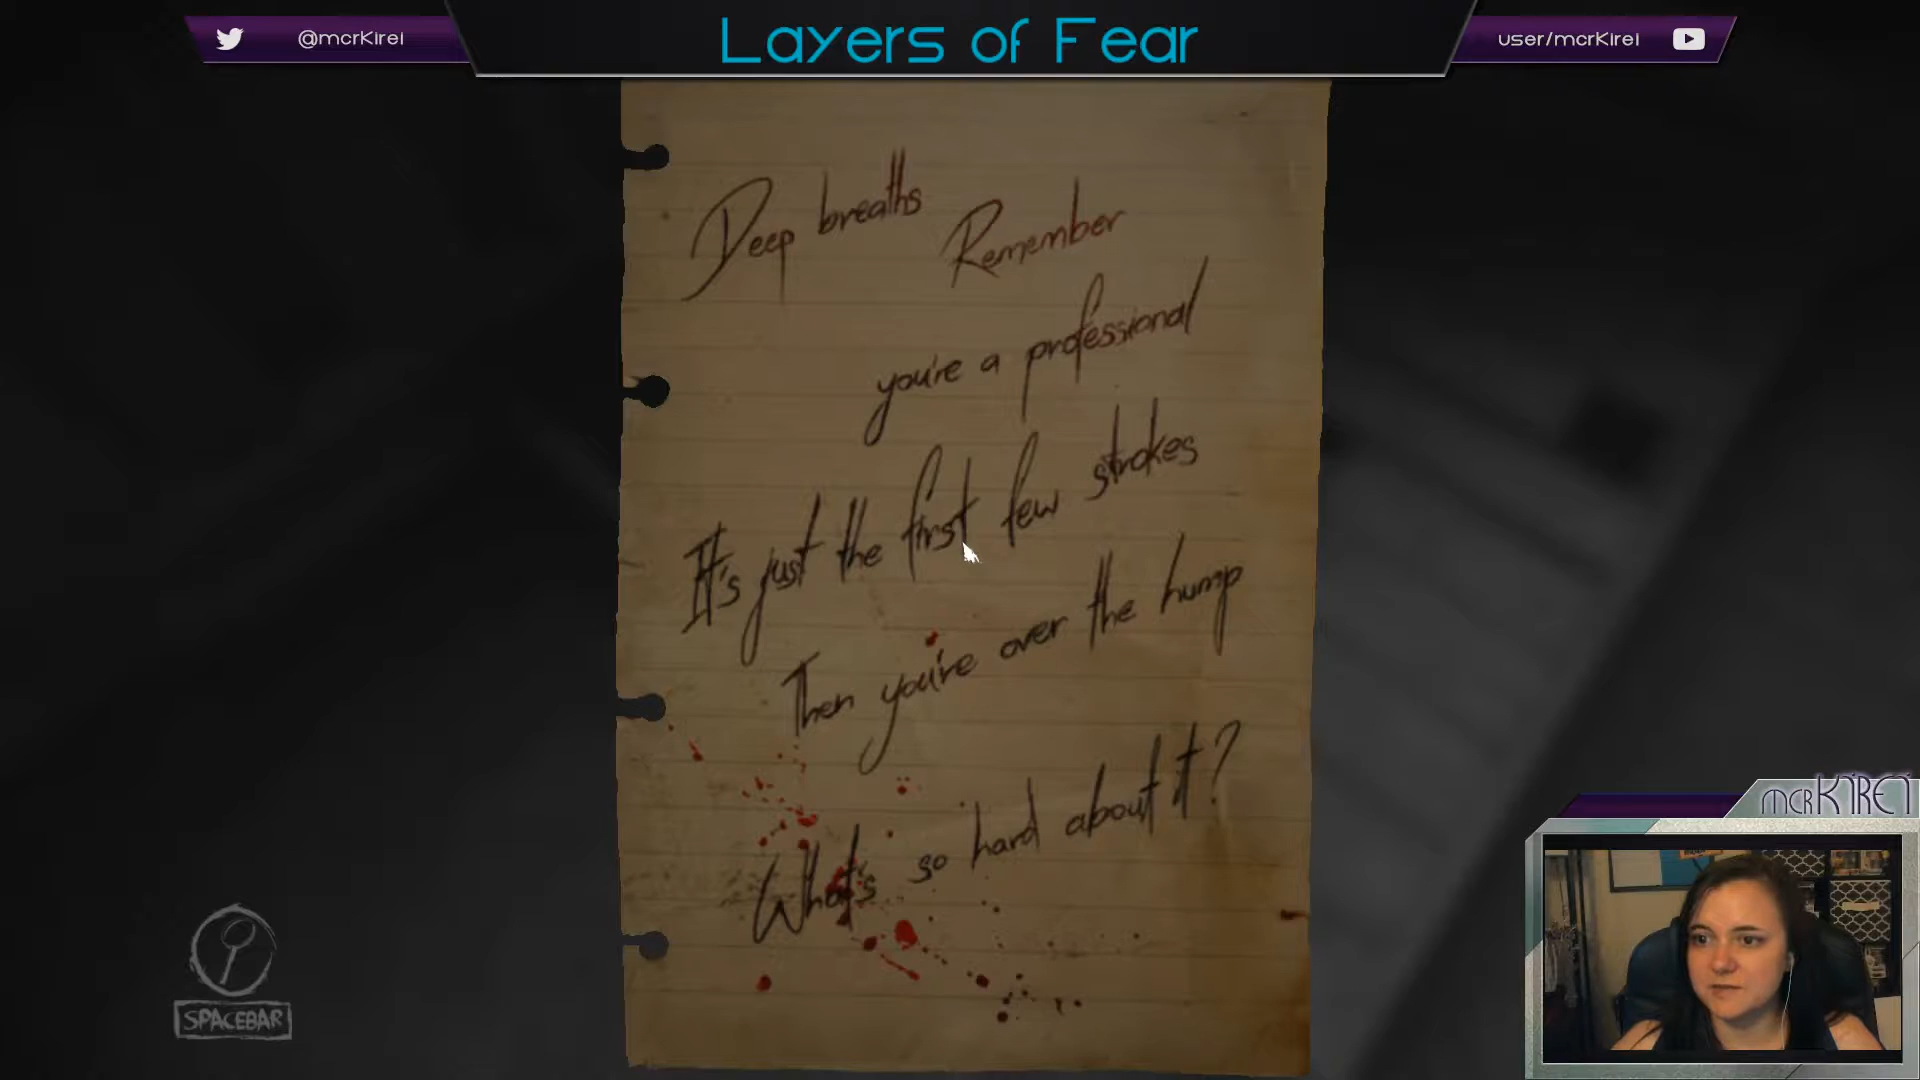 @mcrKirei
Layers of Fear
user/mcrKirei
Deep breaths
Remember
you're a professional
It's just the first few strokes
Then you're over the hump
What's so hard about it?
SPACEBAR
mcrKIREI